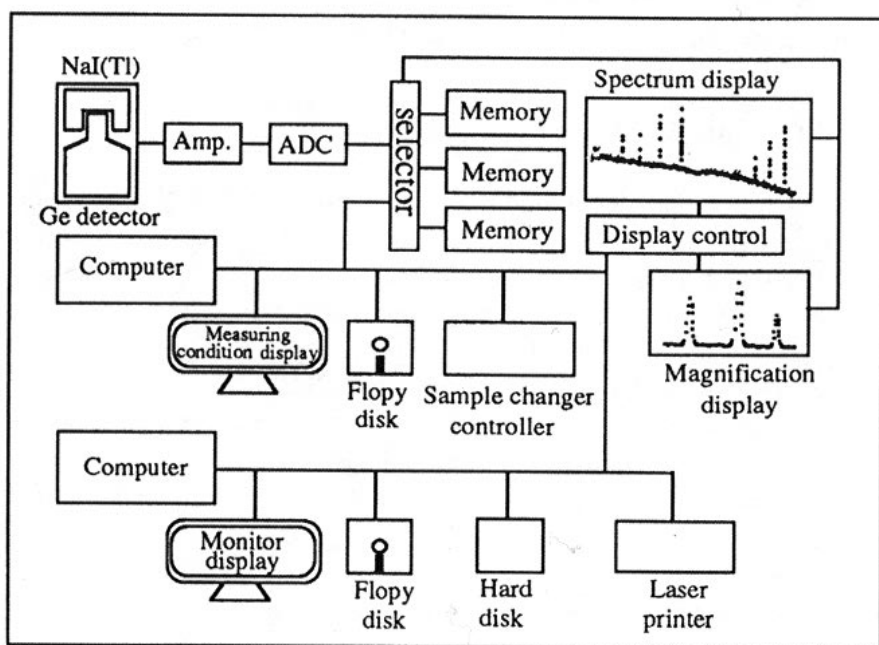 NaI(Tl)
Ge detector
Amp.
ADC
selector
Memory
Memory
Memory
Spectrum display
Display control
Magnification
display
Computer
Measuring
condition display
Flopy
disk
Sample changer
controller
Computer
Monitor
display
Flopy
disk
Hard
disk
Laser
printer